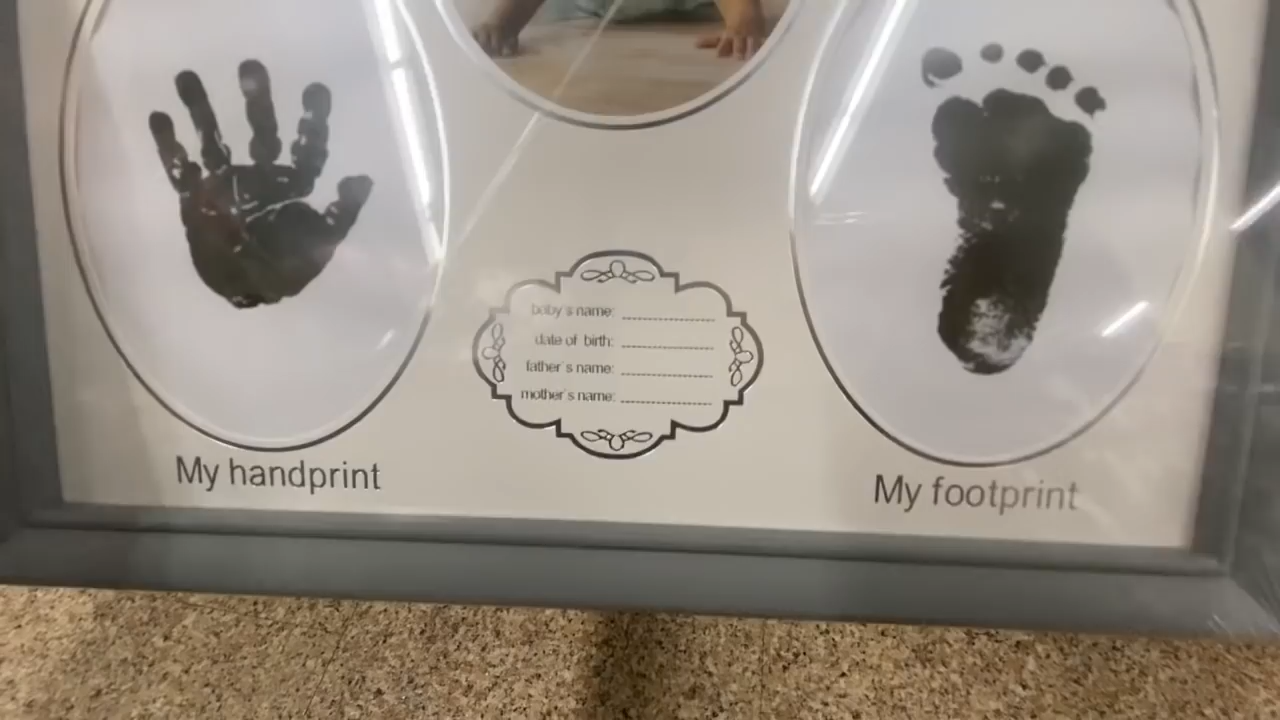 baby's name:
date of birth:
father's name:
mother's name:
My handprint
My footprint